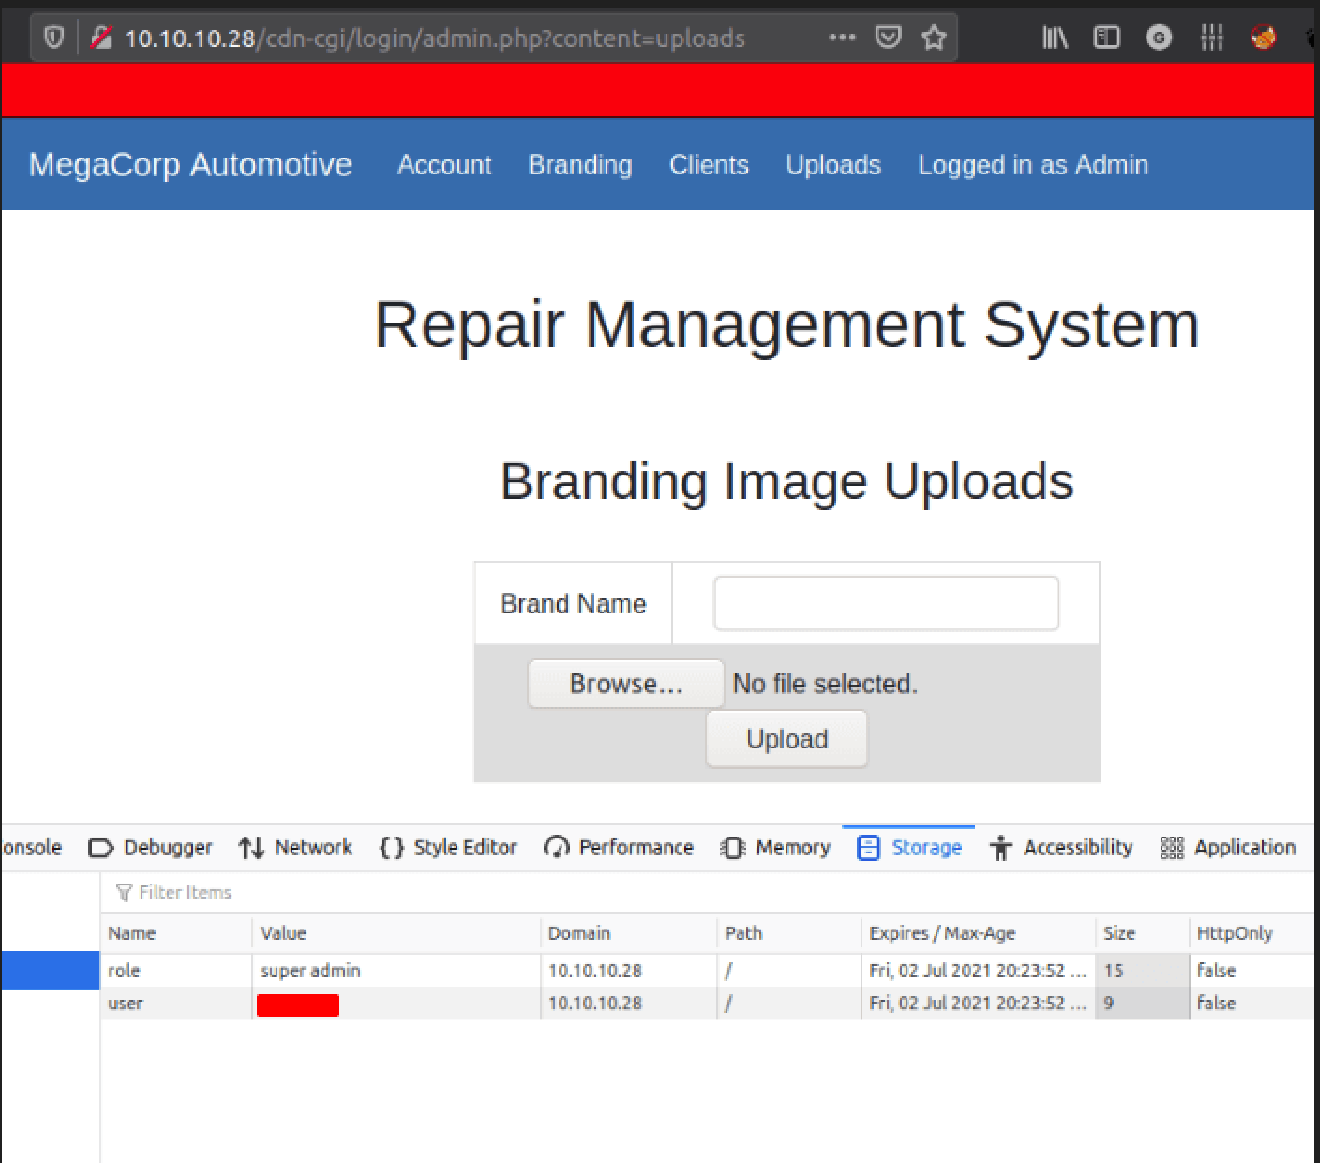 10.10.10.28/cdn-cgi/login/admin.php?content=uploads
MegaCorp Automotive Account Branding Clients Uploads Logged in as Admin
Repair Management System
Branding Image Uploads
Brand Name
Browse... No file selected.
Upload
onsole Debugger Network Style Editor Performance Memory Storage Accessibility Application
Filter Items
Name Value Domain Path Expires / Max-Age Size HttpOnly
role super admin 10.10.10.28 / Fri, 02 Jul 2021 20:23:52 ... 15 false
user 10.10.10.28 / Fri, 02 Jul 2021 20:23:52 ... 9 false